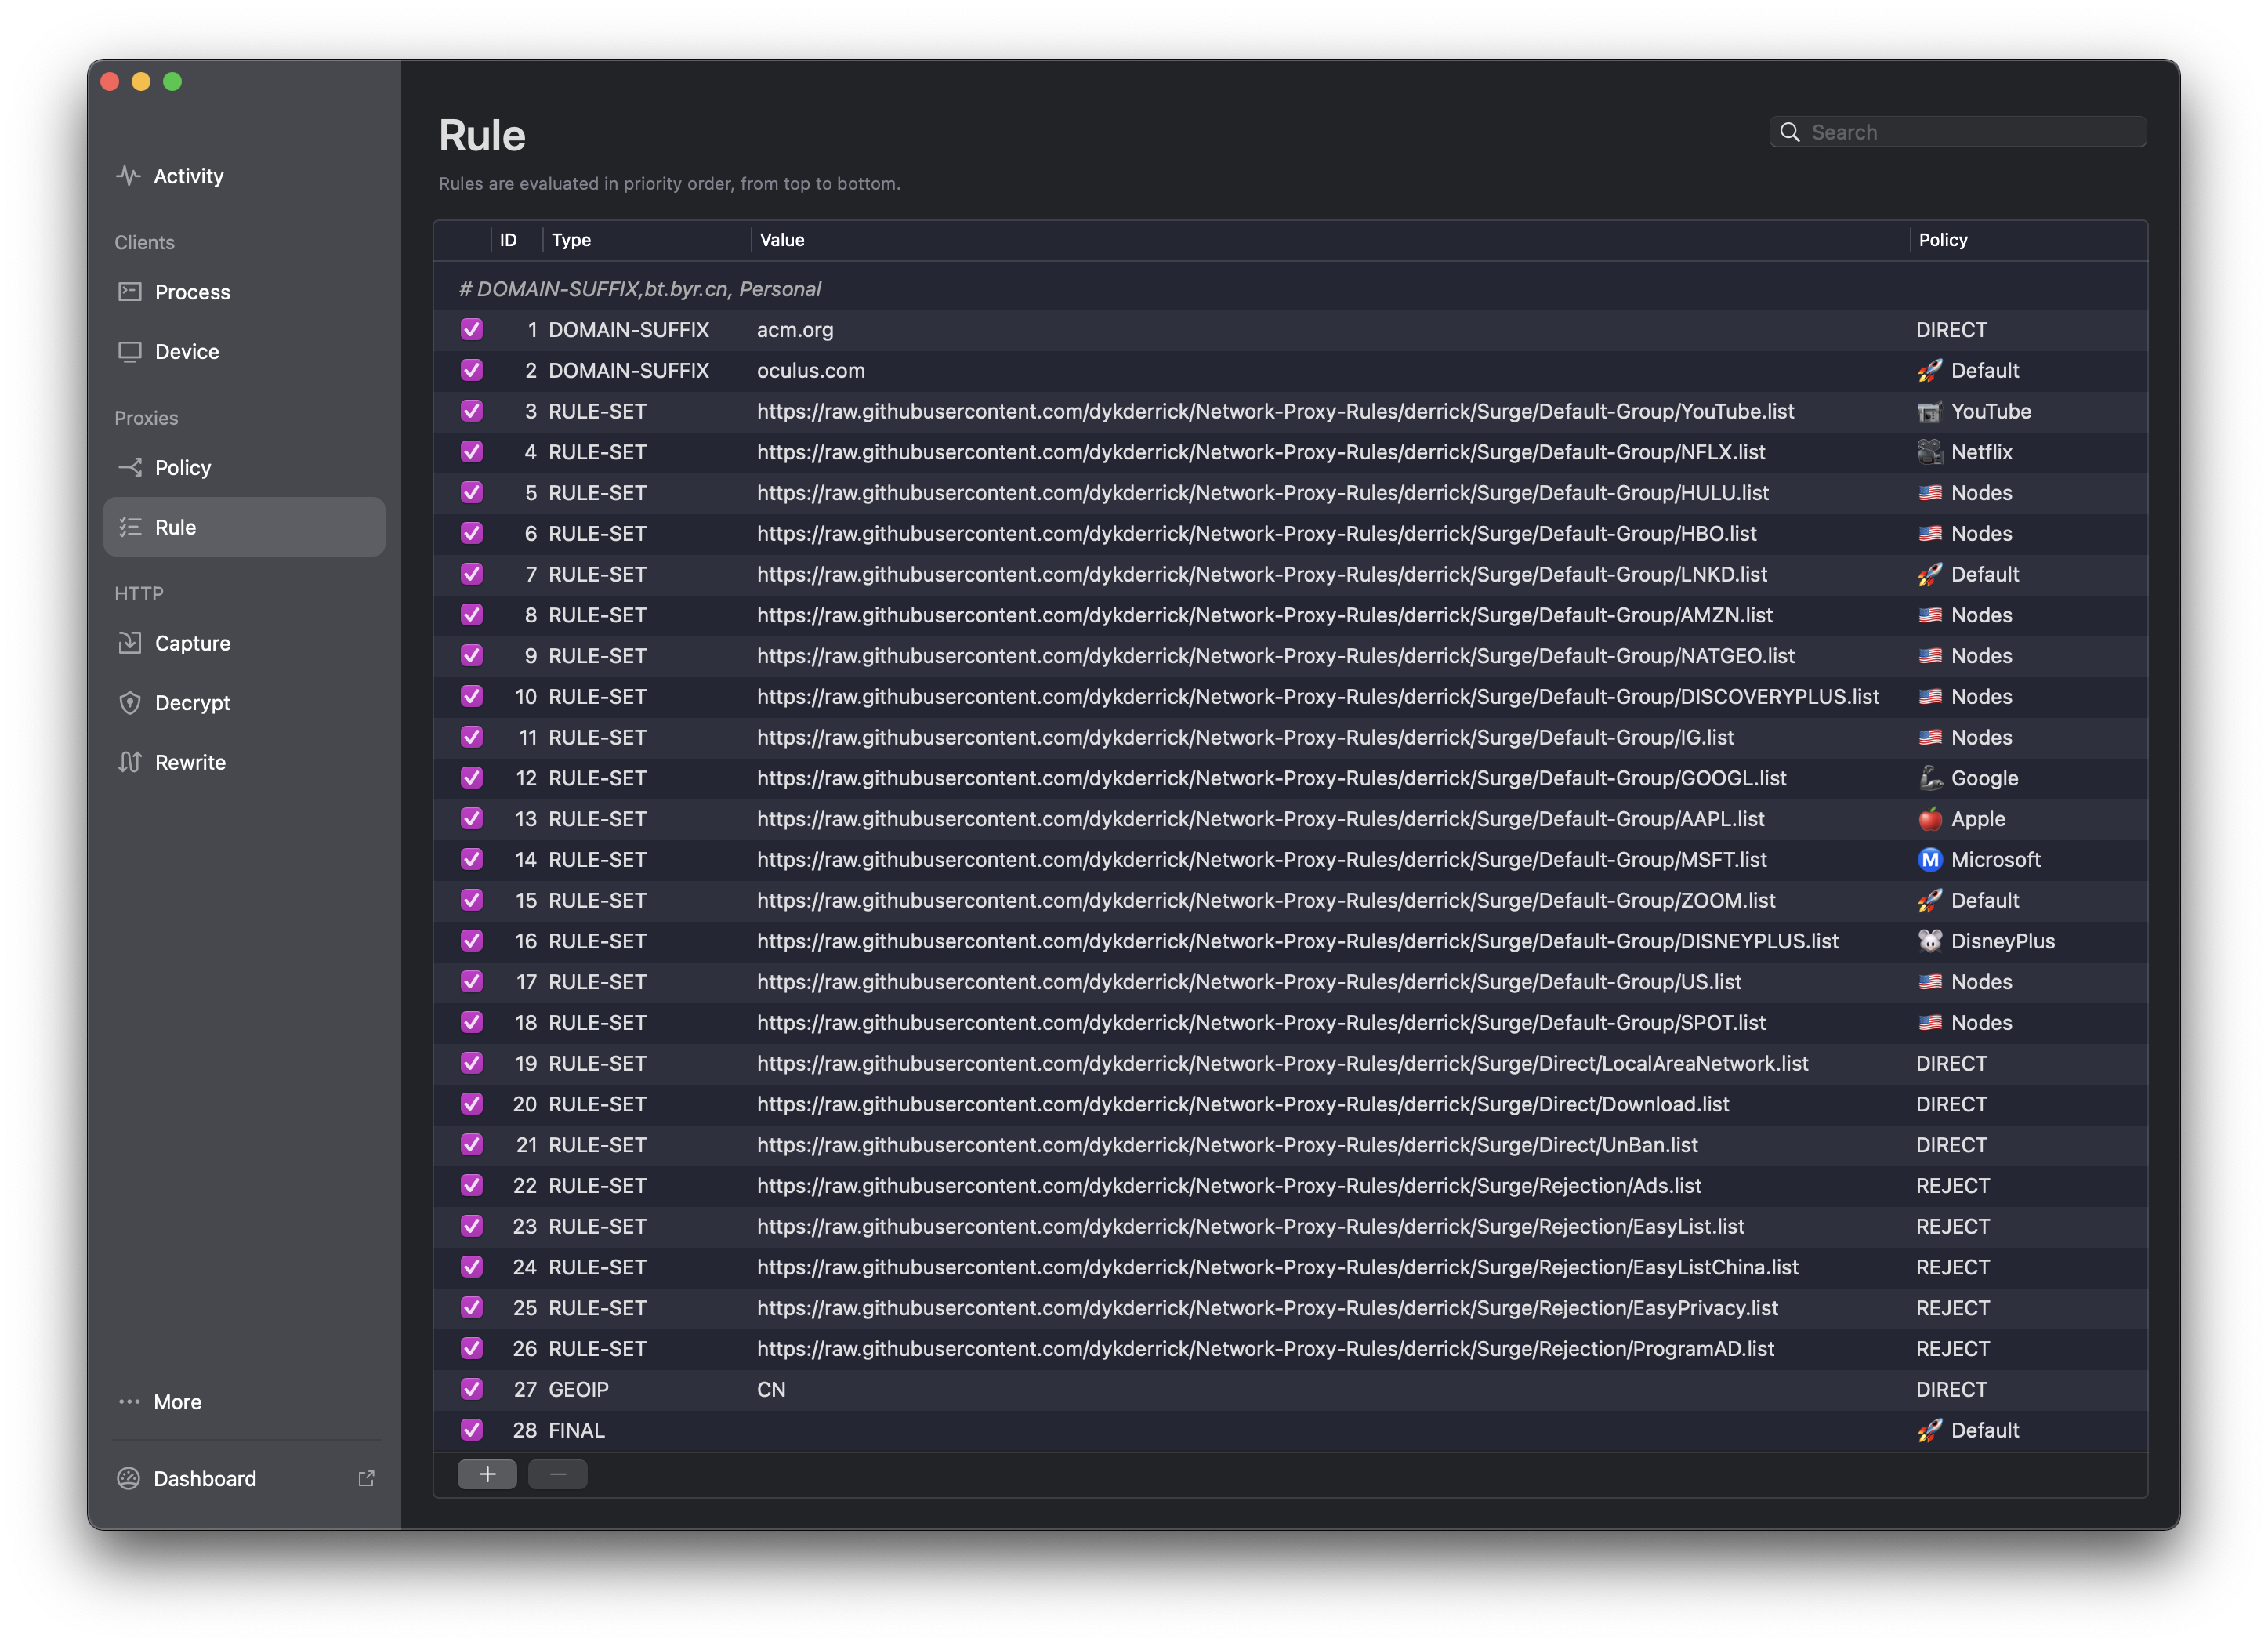 Activity
Clients
Process
Device
Proxies
Policy
Rule
HTTP
Capture
Decrypt
Rewrite
More
Dashboard
Rule
Search
Rules are evaluated in priority order, from top to bottom.
ID Type Value Policy
# DOMAIN-SUFFIX,bt.byr.cn, Personal
1 DOMAIN-SUFFIX acm.org DIRECT
2 DOMAIN-SUFFIX oculus.com 🚀 Default
3 RULE-SET https://raw.githubusercontent.com/dykderrick/Network-Proxy-Rules/derrick/Surge/Default-Group/YouTube.list 📹 YouTube
4 RULE-SET https://raw.githubusercontent.com/dykderrick/Network-Proxy-Rules/derrick/Surge/Default-Group/NFLX.list 🎥 Netflix
5 RULE-SET https://raw.githubusercontent.com/dykderrick/Network-Proxy-Rules/derrick/Surge/Default-Group/HULU.list 🇺🇸 Nodes
6 RULE-SET https://raw.githubusercontent.com/dykderrick/Network-Proxy-Rules/derrick/Surge/Default-Group/HBO.list 🇺🇸 Nodes
7 RULE-SET https://raw.githubusercontent.com/dykderrick/Network-Proxy-Rules/derrick/Surge/Default-Group/LNKD.list 🚀 Default
8 RULE-SET https://raw.githubusercontent.com/dykderrick/Network-Proxy-Rules/derrick/Surge/Default-Group/AMZN.list 🇺🇸 Nodes
9 RULE-SET https://raw.githubusercontent.com/dykderrick/Network-Proxy-Rules/derrick/Surge/Default-Group/NATGEO.list 🇺🇸 Nodes
10 RULE-SET https://raw.githubusercontent.com/dykderrick/Network-Proxy-Rules/derrick/Surge/Default-Group/DISCOVERYPLUS.list 🇺🇸 Nodes
11 RULE-SET https://raw.githubusercontent.com/dykderrick/Network-Proxy-Rules/derrick/Surge/Default-Group/IG.list 🇺🇸 Nodes
12 RULE-SET https://raw.githubusercontent.com/dykderrick/Network-Proxy-Rules/derrick/Surge/Default-Group/GOOGL.list 🦾 Google
13 RULE-SET https://raw.githubusercontent.com/dykderrick/Network-Proxy-Rules/derrick/Surge/Default-Group/AAPL.list 🍎 Apple
14 RULE-SET https://raw.githubusercontent.com/dykderrick/Network-Proxy-Rules/derrick/Surge/Default-Group/MSFT.list Ⓜ️ Microsoft
15 RULE-SET https://raw.githubusercontent.com/dykderrick/Network-Proxy-Rules/derrick/Surge/Default-Group/ZOOM.list 🚀 Default
16 RULE-SET https://raw.githubusercontent.com/dykderrick/Network-Proxy-Rules/derrick/Surge/Default-Group/DISNEYPLUS.list 🐭 DisneyPlus
17 RULE-SET https://raw.githubusercontent.com/dykderrick/Network-Proxy-Rules/derrick/Surge/Default-Group/US.list 🇺🇸 Nodes
18 RULE-SET https://raw.githubusercontent.com/dykderrick/Network-Proxy-Rules/derrick/Surge/Default-Group/SPOT.list 🇺🇸 Nodes
19 RULE-SET https://raw.githubusercontent.com/dykderrick/Network-Proxy-Rules/derrick/Surge/Direct/LocalAreaNetwork.list DIRECT
20 RULE-SET https://raw.githubusercontent.com/dykderrick/Network-Proxy-Rules/derrick/Surge/Direct/Download.list DIRECT
21 RULE-SET https://raw.githubusercontent.com/dykderrick/Network-Proxy-Rules/derrick/Surge/Direct/UnBan.list DIRECT
22 RULE-SET https://raw.githubusercontent.com/dykderrick/Network-Proxy-Rules/derrick/Surge/Rejection/Ads.list REJECT
23 RULE-SET https://raw.githubusercontent.com/dykderrick/Network-Proxy-Rules/derrick/Surge/Rejection/EasyList.list REJECT
24 RULE-SET https://raw.githubusercontent.com/dykderrick/Network-Proxy-Rules/derrick/Surge/Rejection/EasyListChina.list REJECT
25 RULE-SET https://raw.githubusercontent.com/dykderrick/Network-Proxy-Rules/derrick/Surge/Rejection/EasyPrivacy.list REJECT
26 RULE-SET https://raw.githubusercontent.com/dykderrick/Network-Proxy-Rules/derrick/Surge/Rejection/ProgramAD.list REJECT
27 GEOIP CN DIRECT
28 FINAL 🚀 Default